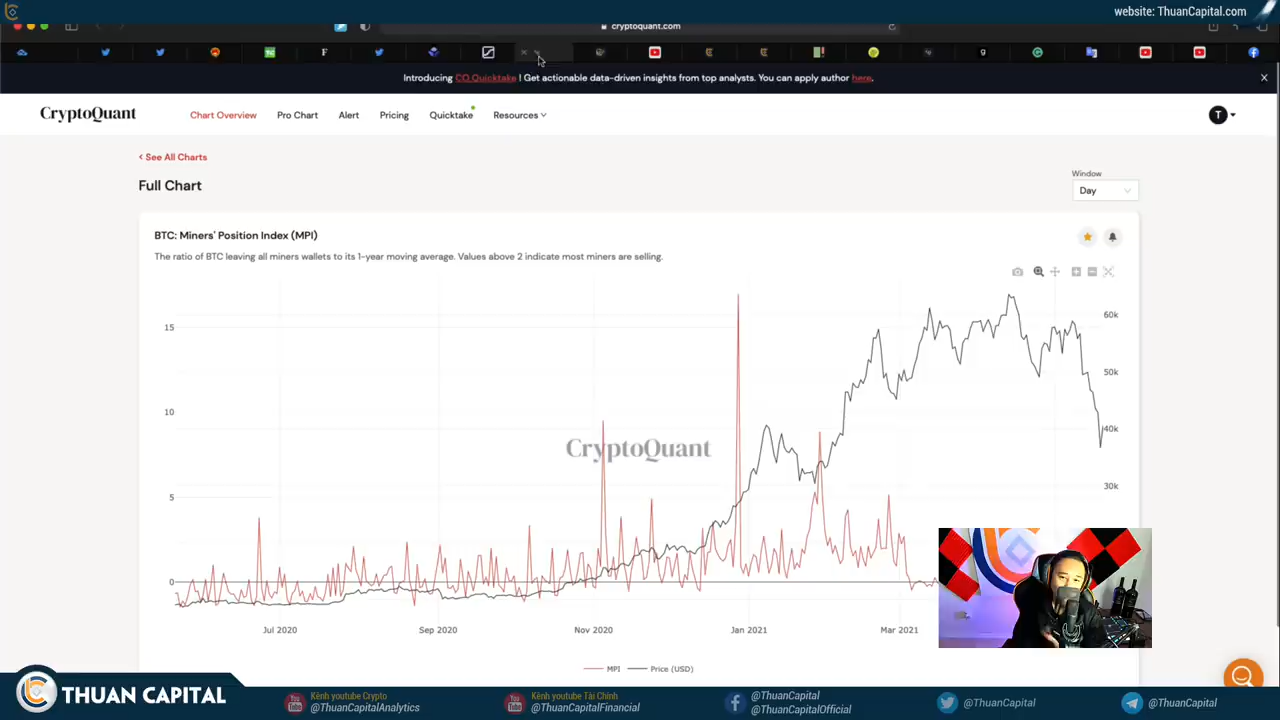 website: ThuanCapital.com
cryptoquant.com
Introducing CQ Quicktake ! Get actionable data-driven insights from top analysts. You can apply author here.
CryptoQuant
Chart Overview
Pro Chart
Alert
Pricing
Quicktake
Resources
T
< See All Charts
Full Chart
Window
Day
BTC: Miners' Position Index (MPI)
The ratio of BTC leaving all miners wallets to its 1-year moving average. Values above 2 indicate most miners are selling.
15
10
5
0
60k
50k
40k
30k
CryptoQuant
Jul 2020
Sep 2020
Nov 2020
Jan 2021
Mar 2021
MPI
Price (USD)
THUAN CAPITAL
Kênh youtube Crypto
@ThuanCapitalAnalytics
Kênh youtube Tài Chính
@ThuanCapitalFinancial
@ThuanCapital
@ThuanCapitalOfficial
@ThuanCapital
@ThuanCapital